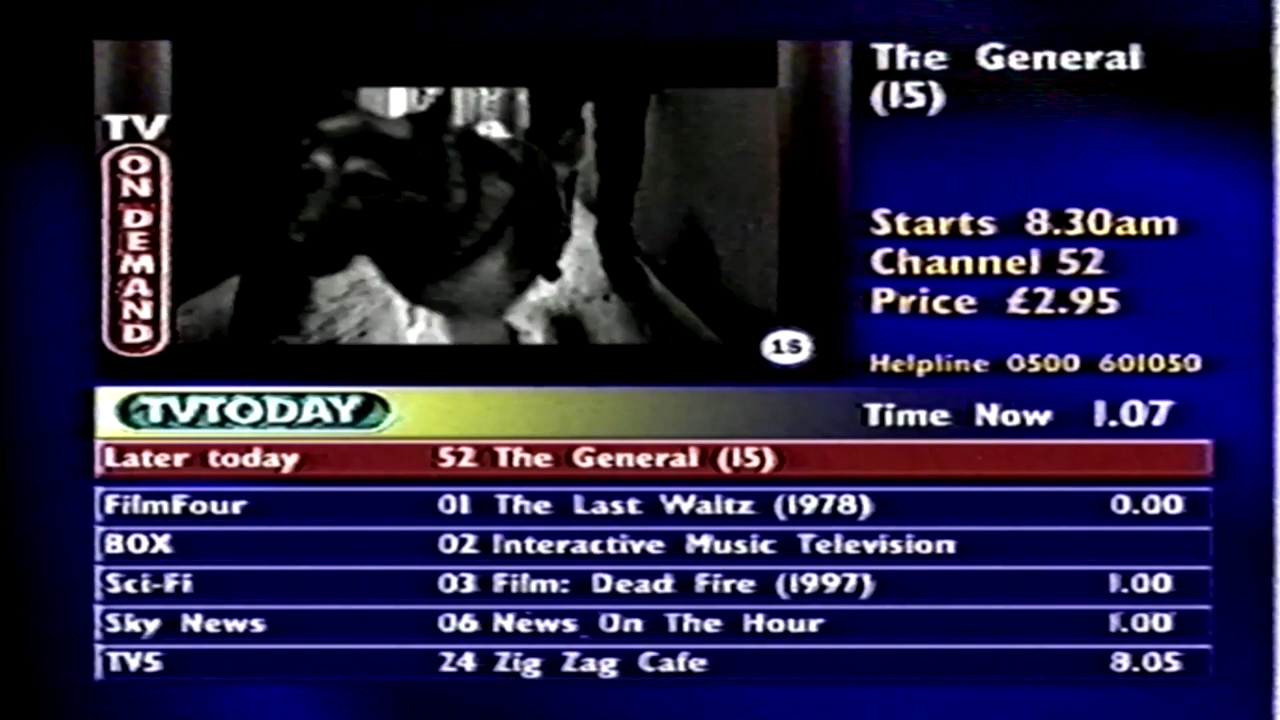 The General
(15)
TV
ON DEMAND
Starts 8.30am
Channel 52
Price £2.95
15
Helpline 0500 601050
TVTODAY
Time Now 1.07
Later today 52 The General (15)
FilmFour 01 The Last Waltz (1978) 0.00
BOX 02 Interactive Music Television
Sci-Fi 03 Film: Dead Fire (1997) 1.00
Sky News 06 News On The Hour 1.00
TV5 24 Zig Zag Cafe 8.05